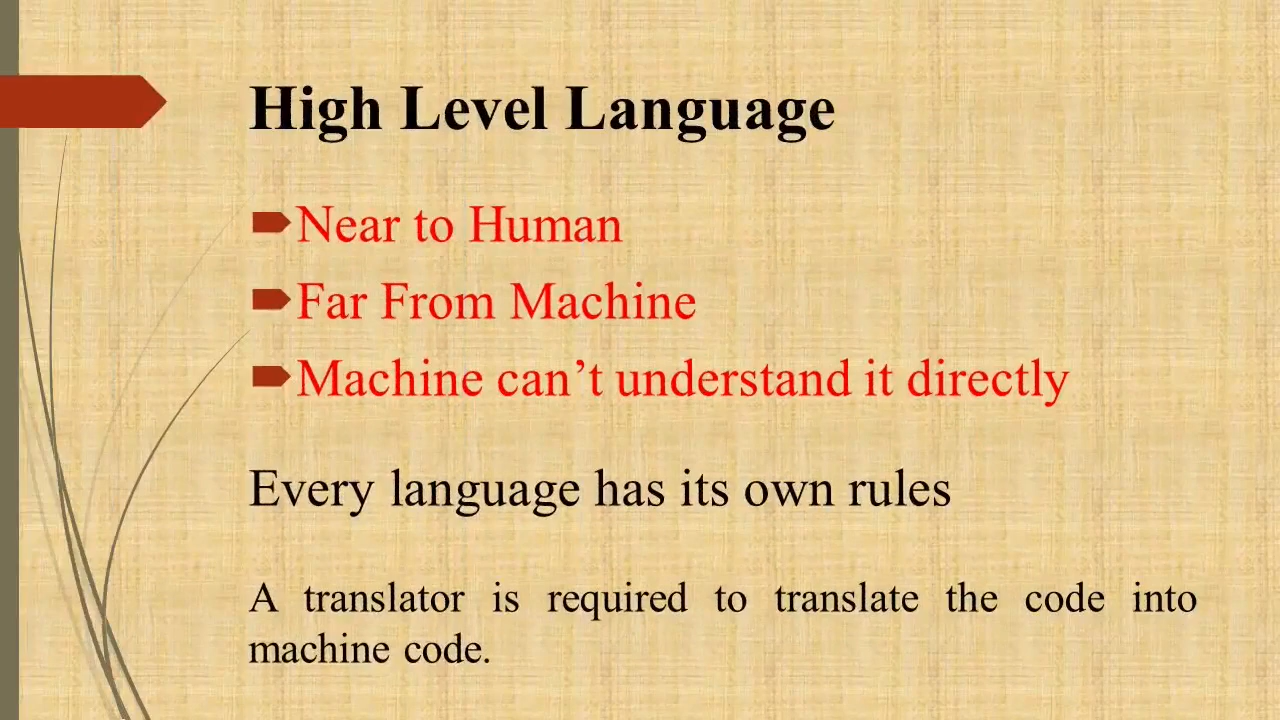 High Level Language
Near to Human
Far From Machine
Machine can’t understand it directly
Every language has its own rules
A translator is required to translate the code into
machine code.